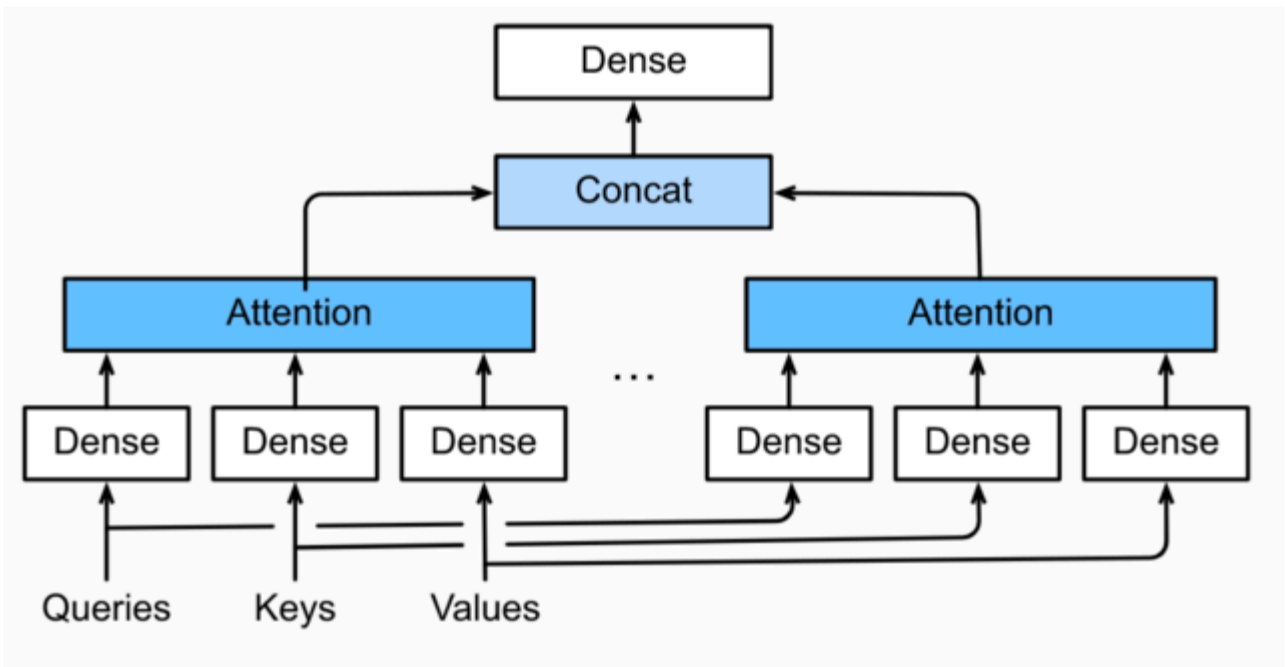 Dense
Concat
Attention
Attention
...
Dense Dense Dense Dense Dense Dense
Queries Keys Values